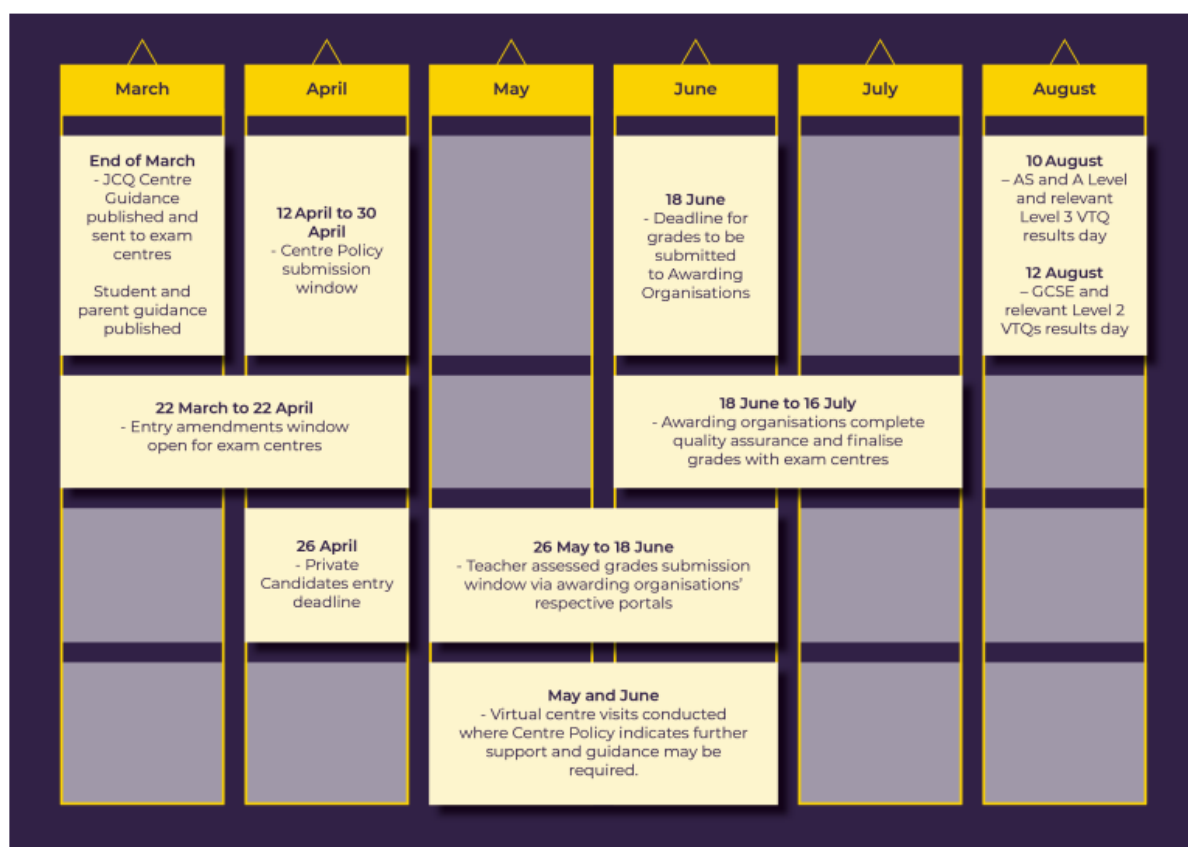 March
April
May
June
July
August
End of March
- JCQ Centre
Guidance
published and
sent to exam
centres
Student and
parent guidance
published
12 April to 30
April
- Centre Policy
submission
window
18 June
- Deadline for
grades to be
submitted
to Awarding
Organisations
10 August
– AS and A Level
and relevant
Level 3 VTQ
results day
12 August
– GCSE and
relevant Level 2
VTQs results day
22 March to 22 April
- Entry amendments window
open for exam centres
18 June to 16 July
- Awarding organisations complete
quality assurance and finalise
grades with exam centres
26 April
- Private
Candidates entry
deadline
26 May to 18 June
- Teacher assessed grades submission
window via awarding organisations’
respective portals
May and June
- Virtual centre visits conducted
where Centre Policy indicates further
support and guidance may be
required.